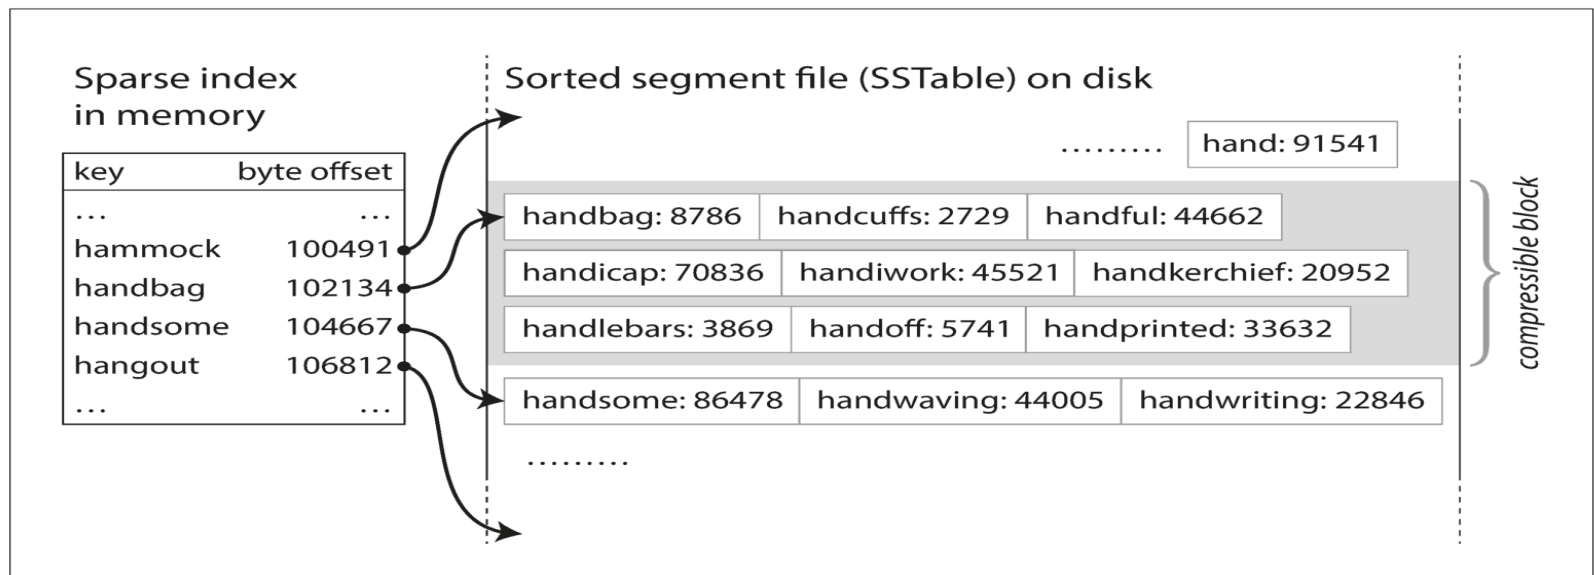 Sparse index
in memory
key byte offset
... ...
hammock 100491
handbag 102134
handsome 104667
hangout 106812
... ...
Sorted segment file (SSTable) on disk
......... hand: 91541
handbag: 8786 handcuffs: 2729 handful: 44662
handicap: 70836 handiwork: 45521 handkerchief: 20952
handlebars: 3869 handoff: 5741 handprinted: 33632
handsome: 86478 handwaving: 44005 handwriting: 22846
.........
compressible block